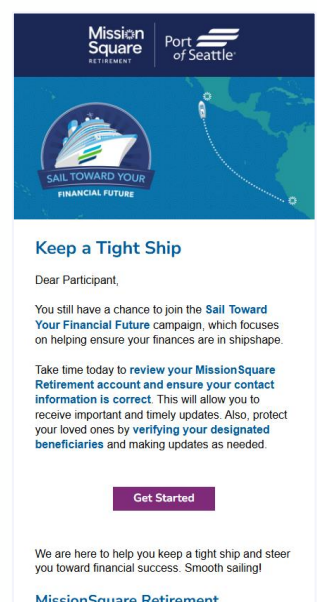 MissionSquare
RETIREMENT
Port
of Seattle
SAIL TOWARD YOUR
FINANCIAL FUTURE
Keep a Tight Ship
Dear Participant,
You still have a chance to join the Sail Toward
Your Financial Future campaign, which focuses
on helping ensure your finances are in shipshape.
Take time today to review your MissionSquare
Retirement account and ensure your contact
information is correct. This will allow you to
receive important and timely updates. Also, protect
your loved ones by verifying your designated
beneficiaries and making updates as needed.
Get Started
We are here to help you keep a tight ship and steer
you toward financial success. Smooth sailing!
MissionSquare Retirement